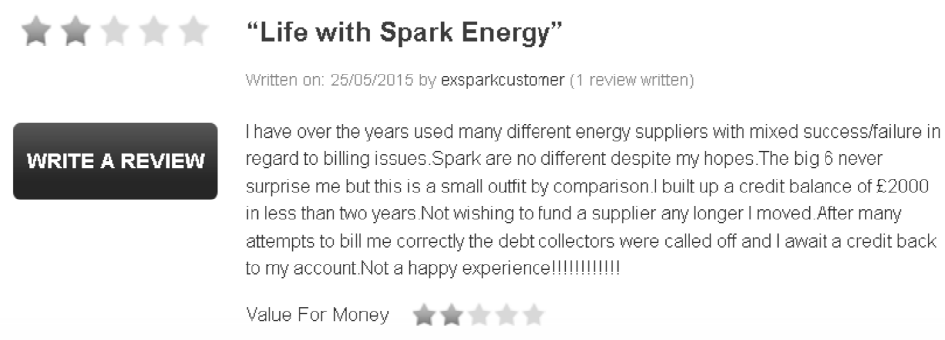 “Life with Spark Energy”
Written on: 25/05/2015 by exsparkcustomer (1 review written)
WRITE A REVIEW
I have over the years used many different energy suppliers with mixed success/failure in
regard to billing issues.Spark are no different despite my hopes.The big 6 never
surprise me but this is a small outfit by comparison.I built up a credit balance of £2000
in less than two years.Not wishing to fund a supplier any longer I moved.After many
attempts to bill me correctly the debt collectors were called off and I await a credit back
to my account.Not a happy experience!!!!!!!!!!!!
Value For Money